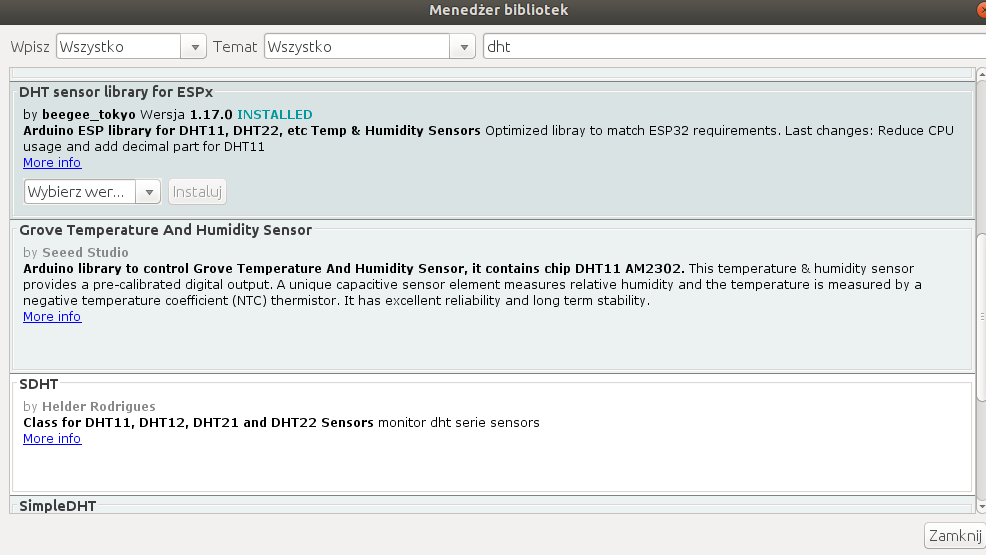 Menedżer bibliotek
Wpisz Wszystko Temat Wszystko dht
DHT sensor library for ESPx
by beegee_tokyo Wersja 1.17.0 INSTALLED
Arduino ESP library for DHT11, DHT22, etc Temp & Humidity Sensors Optimized libray to match ESP32 requirements. Last changes: Reduce CPU
usage and add decimal part for DHT11
More info
Wybierz wer... Instaluj
Grove Temperature And Humidity Sensor
by Seeed Studio
Arduino library to control Grove Temperature And Humidity Sensor, it contains chip DHT11 AM2302. This temperature & humidity sensor
provides a pre-calibrated digital output. A unique capacitive sensor element measures relative humidity and the temperature is measured by a
negative temperature coefficient (NTC) thermistor. It has excellent reliability and long term stability.
More info
SDHT
by Helder Rodrigues
Class for DHT11, DHT12, DHT21 and DHT22 Sensors monitor dht serie sensors
More info
SimpleDHT
Zamknij